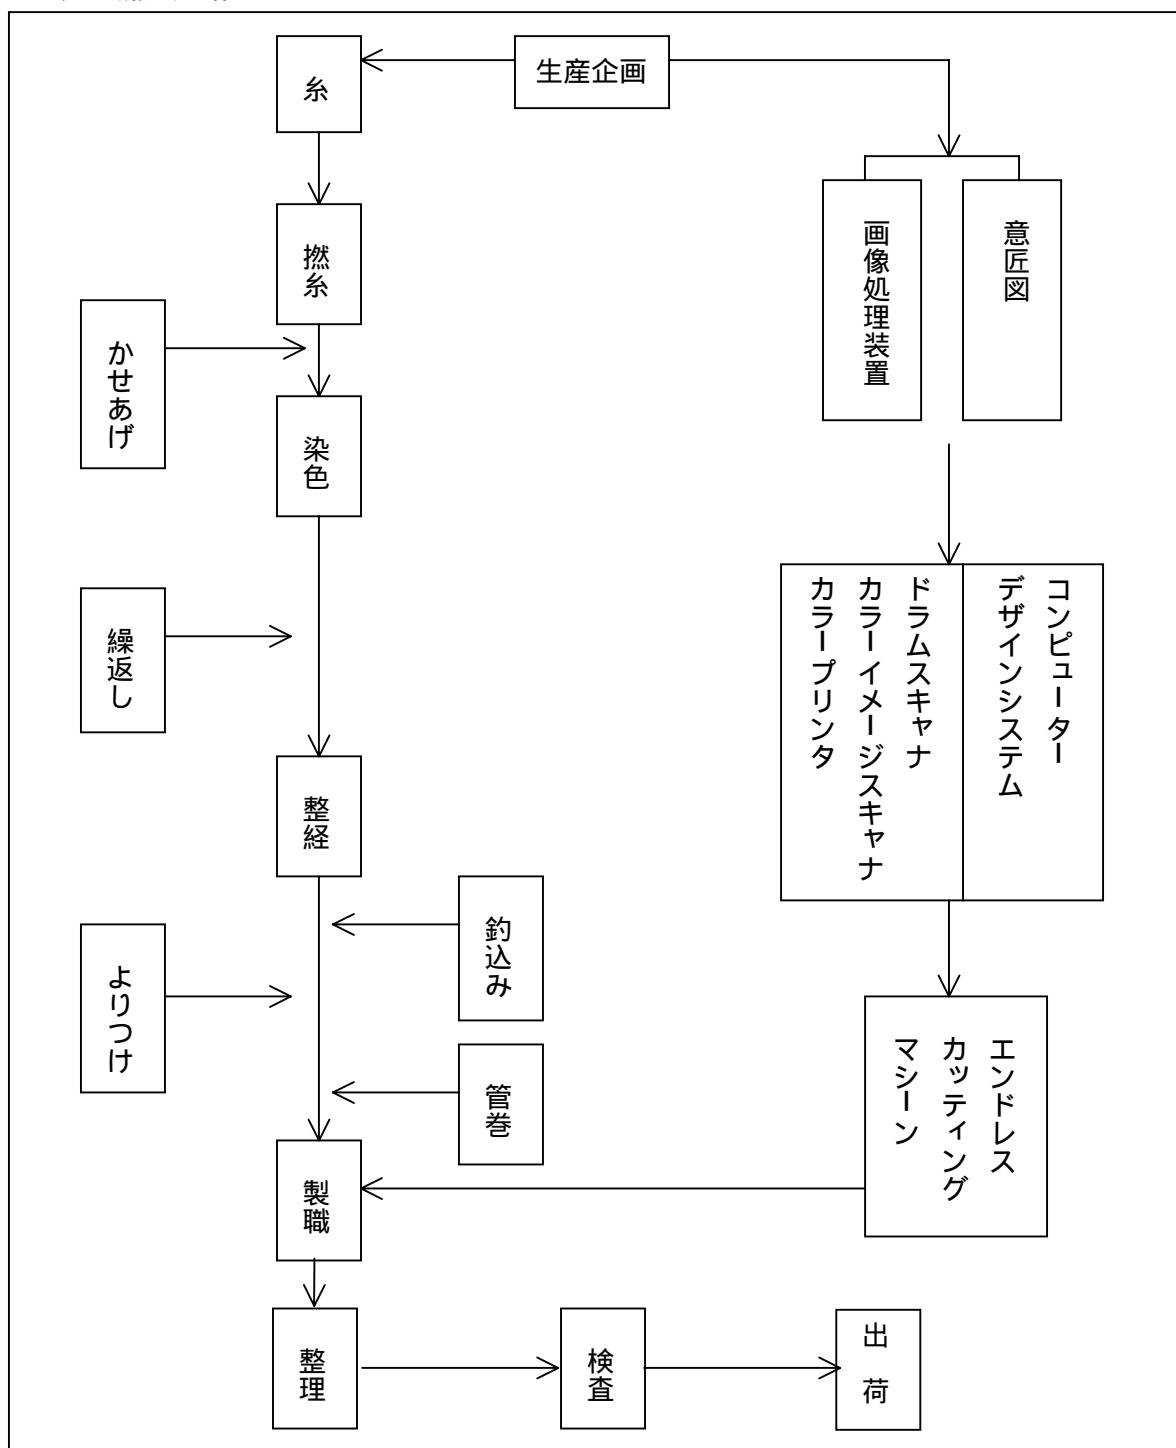 生産企画
糸
撚糸
かせあげ
染色
繰返し
整経
釣込み
よりつけ
管巻
製職
整理
検査
出荷
意匠図
画像処理装置
コンピューター
デザインシステム
ドラムスキャナ
カラーイメージスキャナ
カラープリンタ
エンドレス
カッティング
マシーン